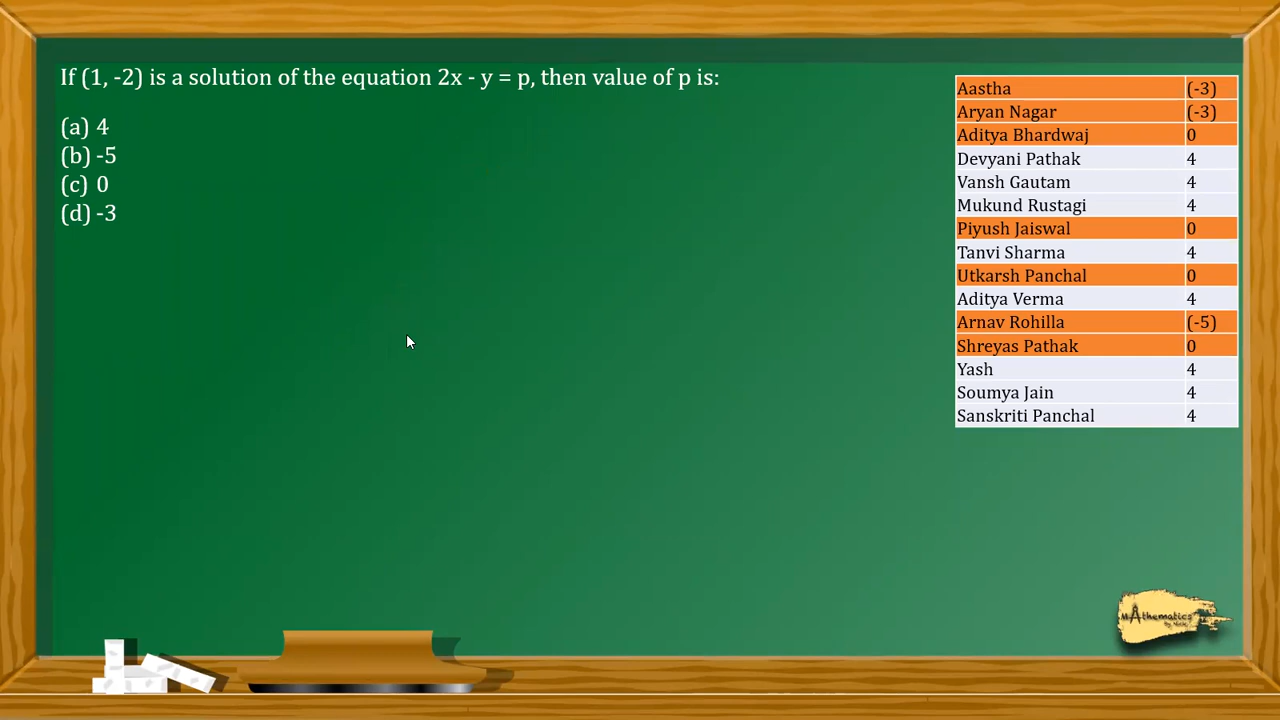 If (1, -2) is a solution of the equation 2x - y = p, then value of p is:
(a) 4
(b) -5
(c) 0
(d) -3
Aastha (-3)
Aryan Nagar (-3)
Aditya Bhardwaj 0
Devyani Pathak 4
Vansh Gautam 4
Mukund Rustagi 4
Piyush Jaiswal 0
Tanvi Sharma 4
Utkarsh Panchal 0
Aditya Verma 4
Arnav Rohilla (-5)
Shreyas Pathak 0
Yash 4
Soumya Jain 4
Sanskriti Panchal 4
mAthematics